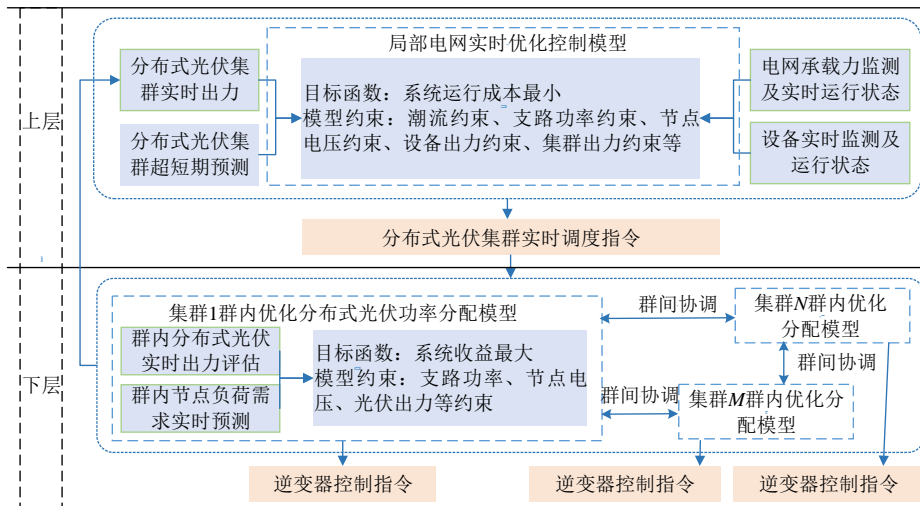 上层
局部电网实时优化控制模型
分布式光伏集
群实时出力
分布式光伏集
群超短期预测
目标函数：系统运行成本最小
模型约束：潮流约束、支路功率约束、节点
电压约束、设备出力约束、集群出力约束等
电网承载力监测
及实时运行状态
设备实时监测及
运行状态
分布式光伏集群实时调度指令
下层
集群1群内优化分布式光伏功率分配模型
群内分布式光伏
实时出力评估
群内节点负荷需
求实时预测
目标函数：系统收益最大
模型约束：支路功率、节点电
压、光伏出力等约束
群间协调
集群N群内优化
分配模型
群间协调
群间协调
集群M群内优化分
配模型
逆变器控制指令
逆变器控制指令
逆变器控制指令